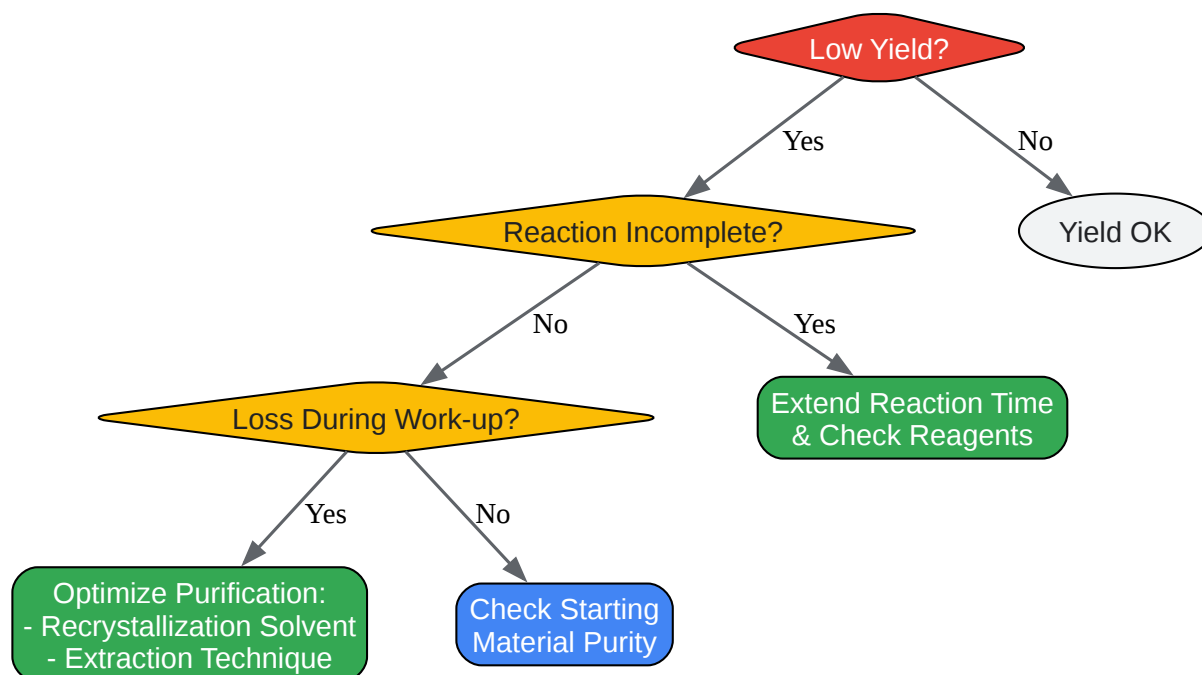 Low Yield?
Yes
No
Reaction Incomplete?
Yield OK
No
Yes
Loss During Work-up?
Extend Reaction Time
& Check Reagents
Yes
No
Optimize Purification:
- Recrystallization Solvent
- Extraction Technique
Check Starting
Material Purity